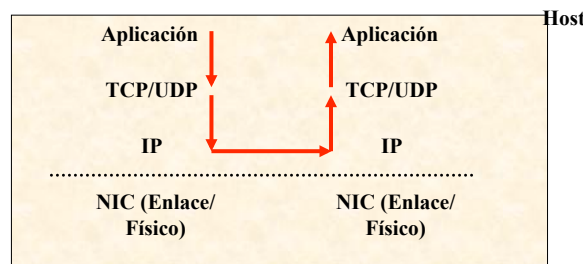 Host
Aplicación Aplicación
TCP/UDP TCP/UDP
IP IP
NIC (Enlace/ NIC (Enlace/
Físico) Físico)